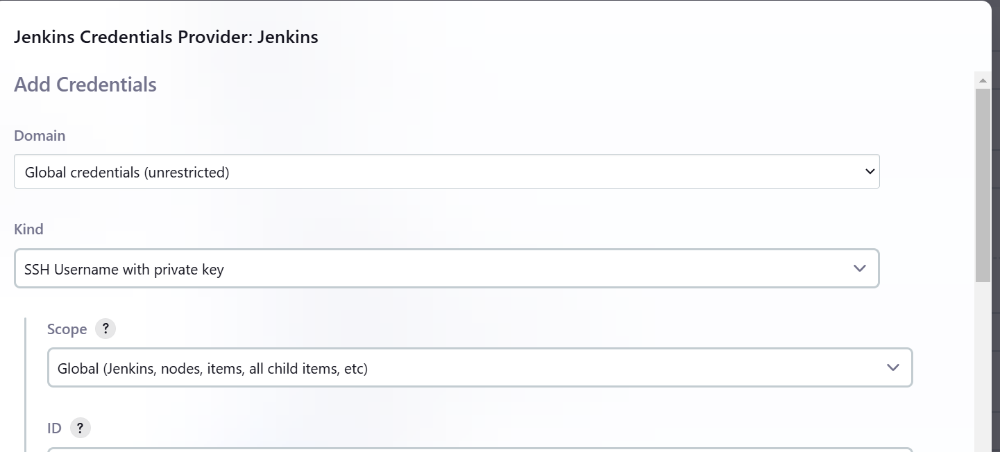 Jenkins Credentials Provider: Jenkins
Add Credentials
Domain
Global credentials (unrestricted)
Kind
SSH Username with private key
Scope ?
Global (Jenkins, nodes, items, all child items, etc)
ID ?